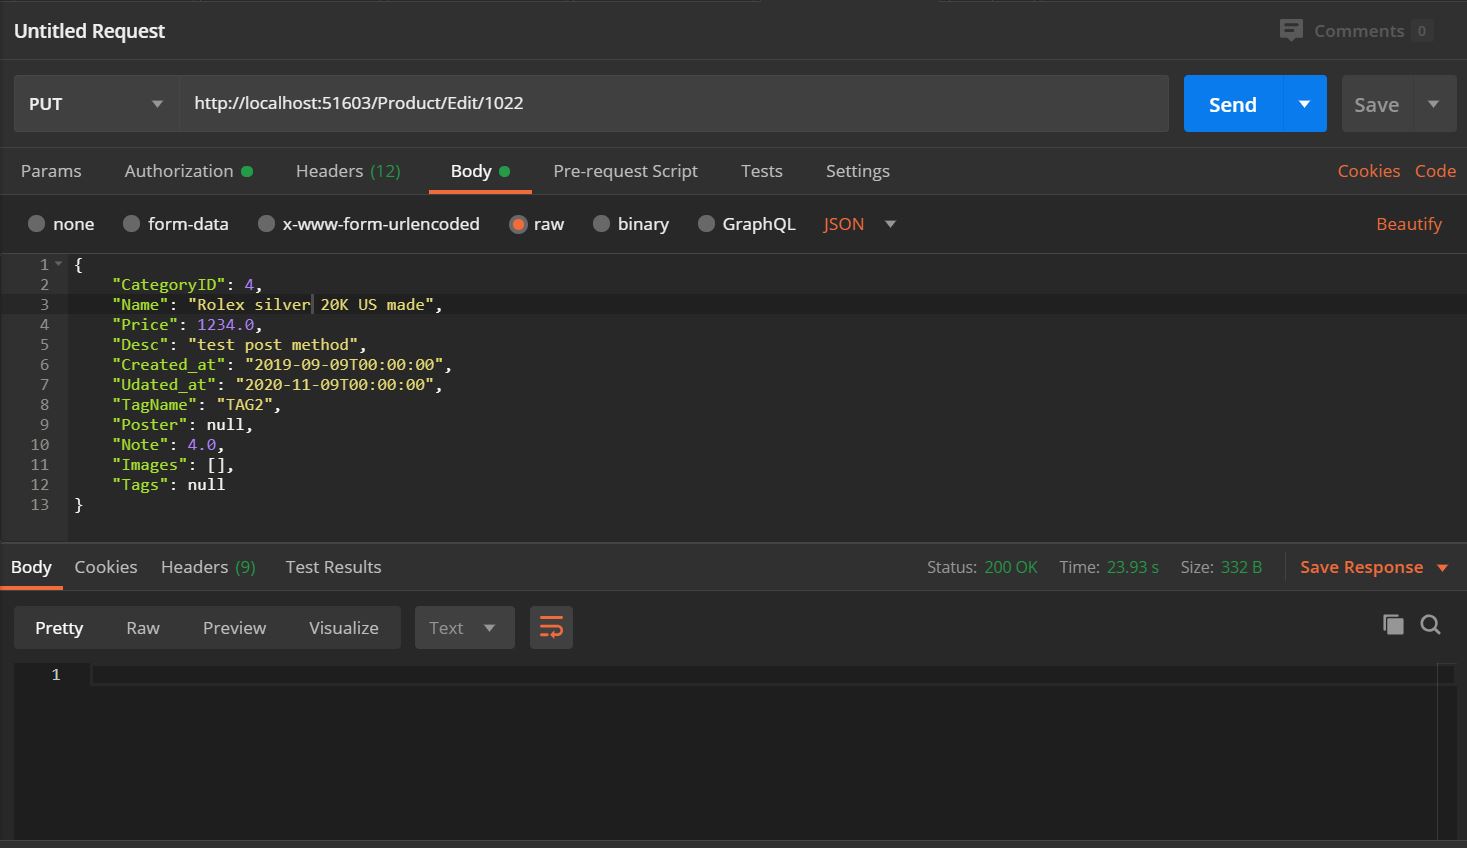 Untitled Request
Comments 0
PUT http://localhost:51603/Product/Edit/1022 Send Save
Params Authorization Headers (12) Body Pre-request Script Tests Settings Cookies Code
none form-data x-www-form-urlencoded raw binary GraphQL JSON Beautify
1 {
2 "CategoryID": 4,
3 "Name": "Rolex silver 20K US made",
4 "Price": 1234.0,
5 "Desc": "test post method",
6 "Created_at": "2019-09-09T00:00:00",
7 "Udated_at": "2020-11-09T00:00:00",
8 "TagName": "TAG2",
9 "Poster": null,
10 "Note": 4.0,
11 "Images": [],
12 "Tags": null
13 }
Body Cookies Headers (9) Test Results Status: 200 OK Time: 23.93 s Size: 332 B Save Response
Pretty Raw Preview Visualize Text
1